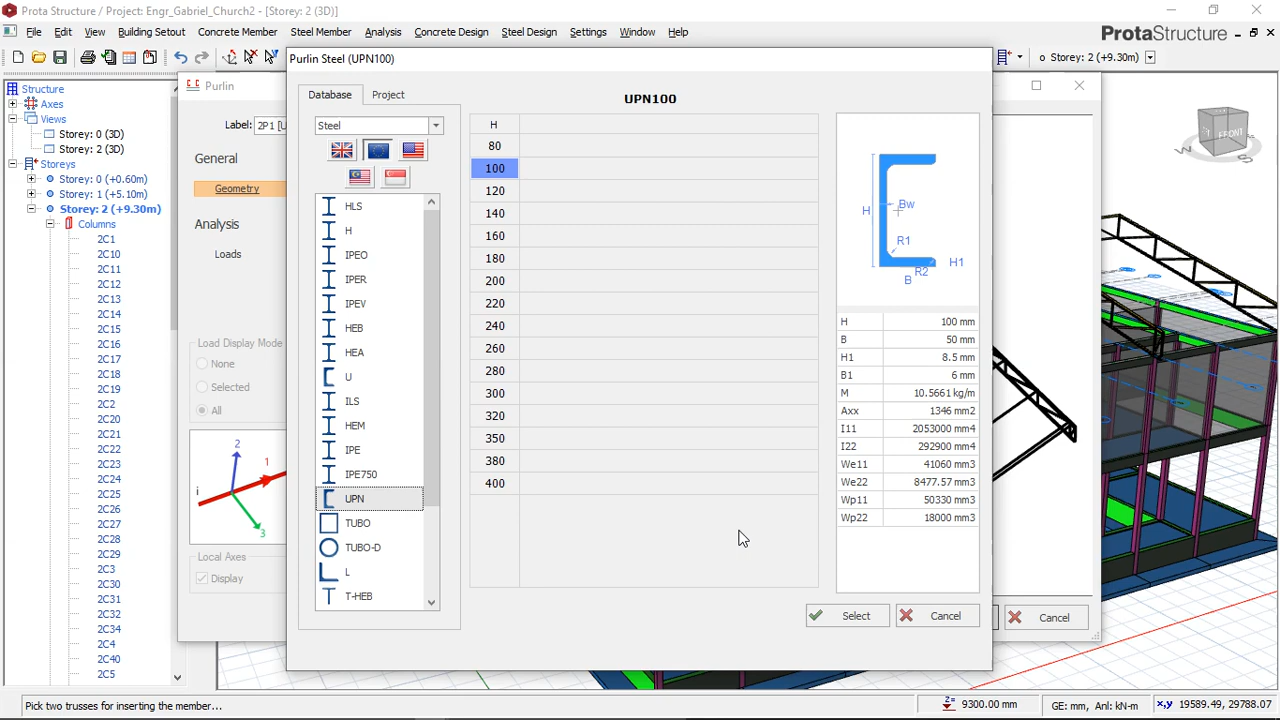 Prota Structure / Project: Engr_Gabriel_Church2 - [Storey: 2 (3D)]
File Edit View Building Setout Concrete Member Steel Member Analysis Concrete Design Steel Design Settings Window Help
ProtaStructure
Storey: 2 (+9.30m)
Structure
Axes
Views
Storey: 0 (3D)
Storey: 2 (3D)
Storeys
Storey: 0 (+0.60m)
Storey: 1 (+5.10m)
Storey: 2 (+9.30m)
Columns
2C1
2C10
2C11
2C12
2C13
2C14
2C15
2C16
2C17
2C18
2C19
2C2
2C20
2C21
2C22
2C23
2C24
2C25
2C26
2C27
2C28
2C29
2C3
2C30
2C31
2C32
2C34
2C4
2C40
2C5
Purlin
Label: 2P1 [U
General
Geometry
Analysis
Loads
Load Display Mode
None
Selected
All
2
1
i
3
Local Axes
Display
Purlin Steel (UPN100)
Database Project
Steel
HLS
H
IPEO
IPER
IPEV
HEB
HEA
U
ILS
HEM
IPE
IPE750
UPN
TUBO
TUBO-D
L
T-HEB
UPN100
H
80
100
120
140
160
180
200
220
240
260
280
300
320
350
380
400
H
Bw
R1
H1
R2
B
H 100 mm
B 50 mm
H1 8.5 mm
B1 6 mm
M 10.5661 kg/m
Axx 1346 mm2
I11 2053000 mm4
I22 292900 mm4
We11 41060 mm3
We22 8477.57 mm3
Wp11 50330 mm3
Wp22 18000 mm3
Select Cancel
Cancel
FRONT
W
S
Pick two trusses for inserting the member...
Z= 9300.00 mm
GE: mm, Anl: kN-m
x,y 19589.49, 29788.07